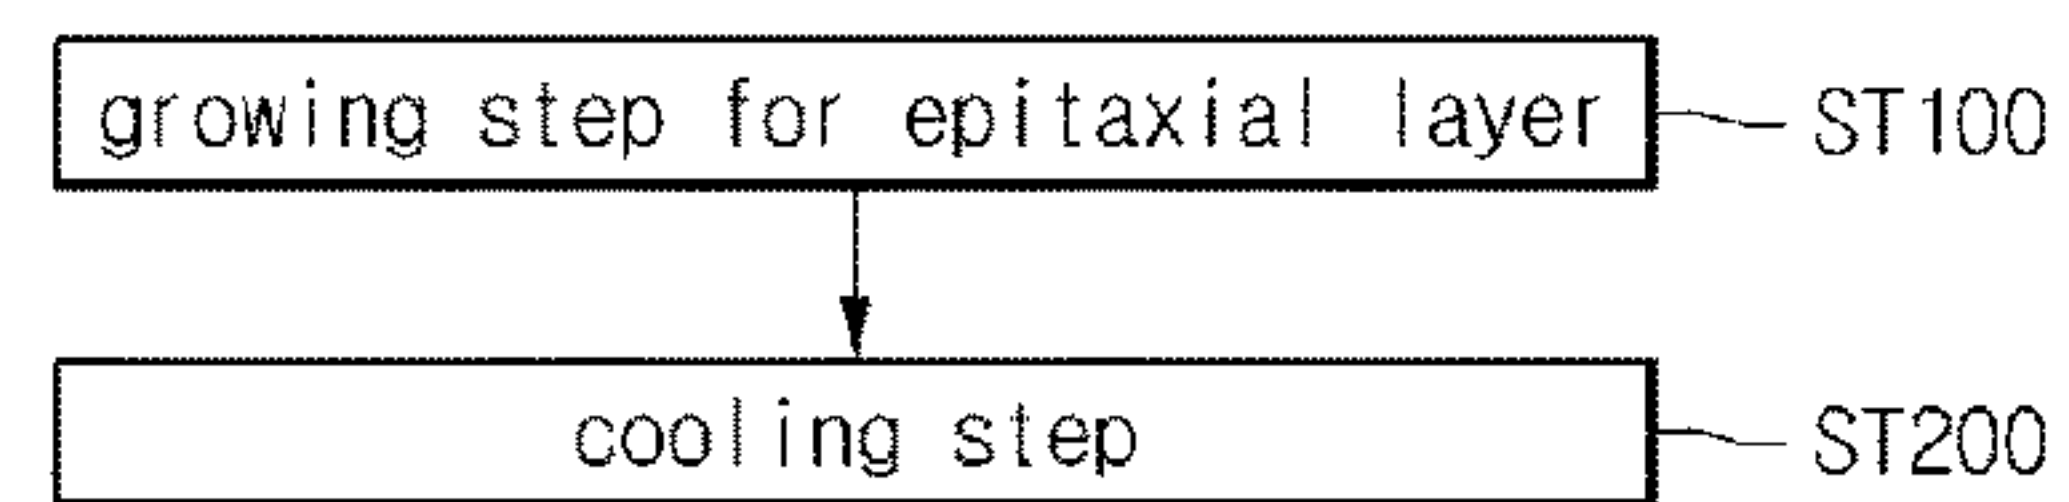 growing step for epitaxial layer ST100
cooling step ST200